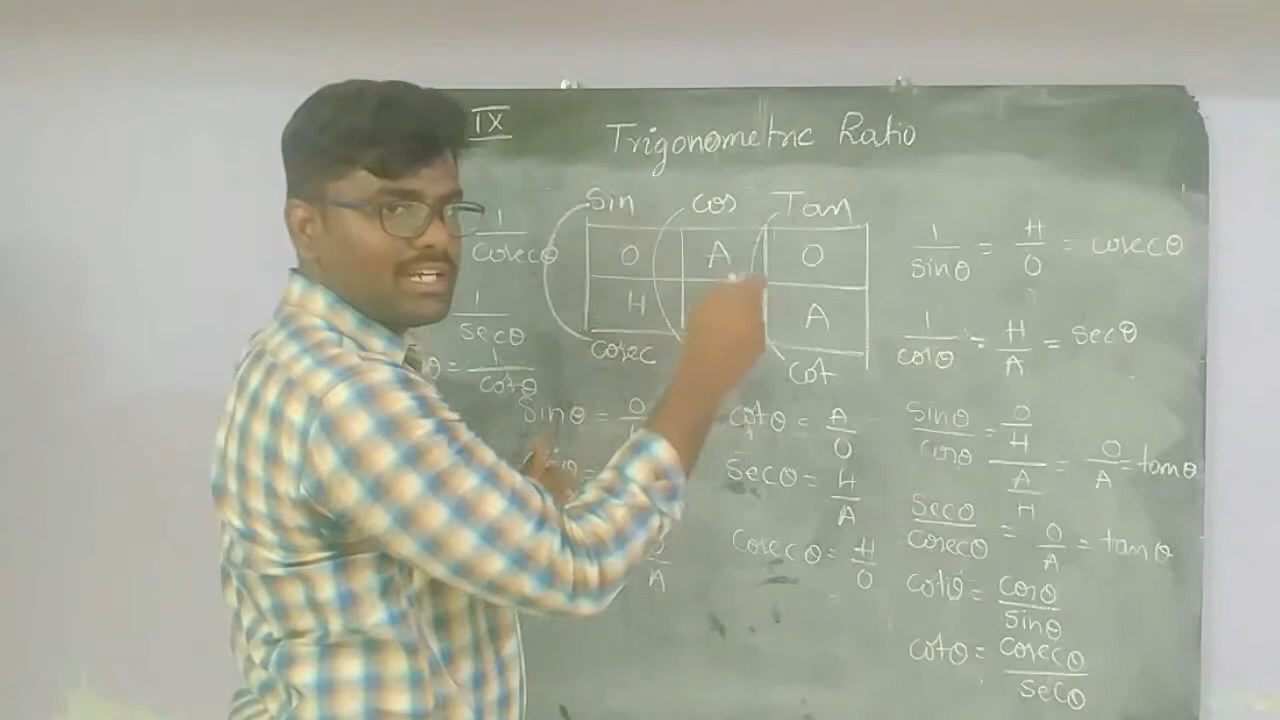 IX
Trigonometric Ratio
Sin cos Tan
O A O
H A
cosec cot
1/cosecθ
1/secθ
θ = 1/cotθ
Sinθ = O/
cotθ = A/O
Secθ = H/A
Cosecθ = H/O
/A
1/sinθ = H/O = cosecθ
1/cosθ = H/A = secθ
Sinθ/cosθ = O/H / A/H = O/A = tanθ
Secθ/cosecθ = O/A = tanθ
cotθ = cosθ/sinθ
cotθ = cosecθ/secθ